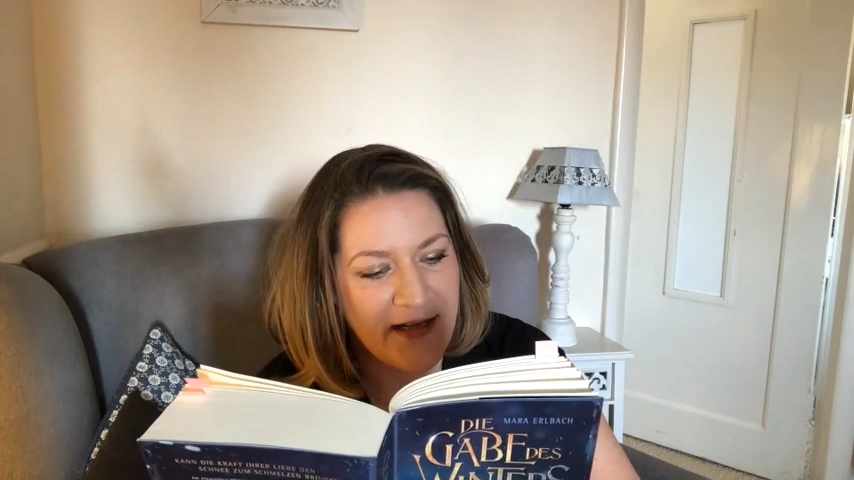 KANN DIE KRAFT IHRER LIEBE DEN
SCHNEE ZUM SCHMELZEN BRINGEN
MARA ERLBACH
DIE
GABE DES
WINTERS